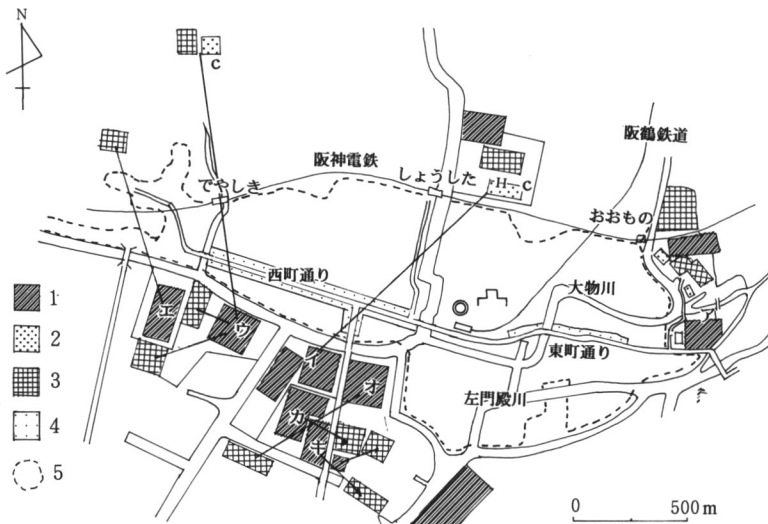 N
c
阪鶴鉄道
阪神電鉄
しょうした
でやしき
H
c
おおもの
西町通り
大物川
1
エ
ウ
2
イ
東町通り
オ
3
左門殿川
カ
4
キ
5
0
500m